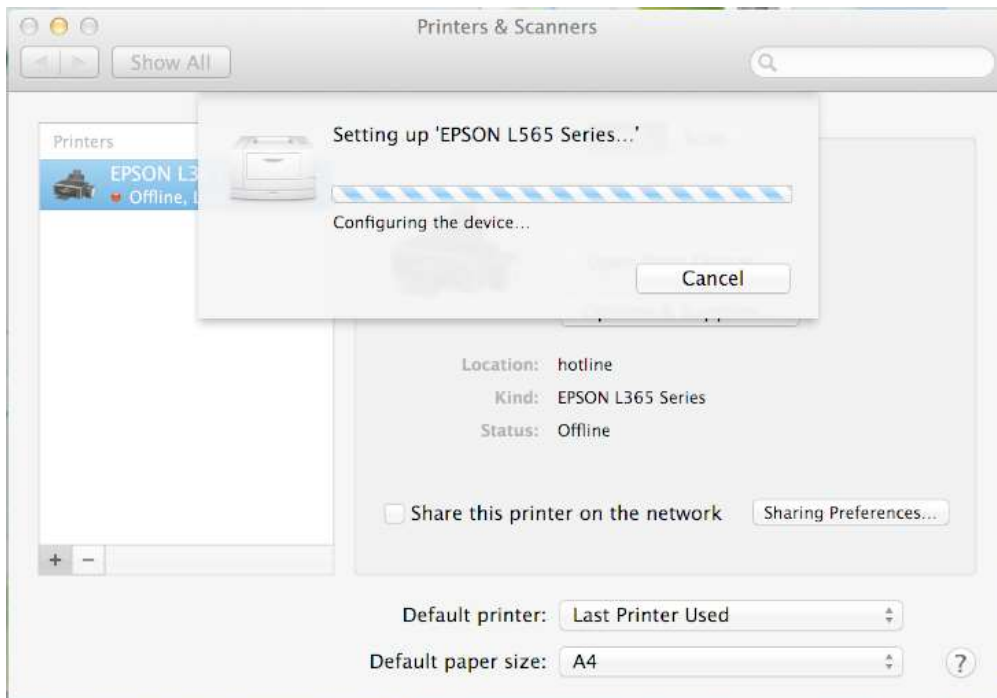 Printers & Scanners
Show All
Setting up 'EPSON L565 Series...'
Printers
EPSON L3
Offline, L
Configuring the device...
Cancel
Location: hotline
Kind: EPSON L365 Series
Status: Offline
Share this printer on the network
Sharing Preferences...
+ −
Default printer: Last Printer Used
Default paper size: A4
?